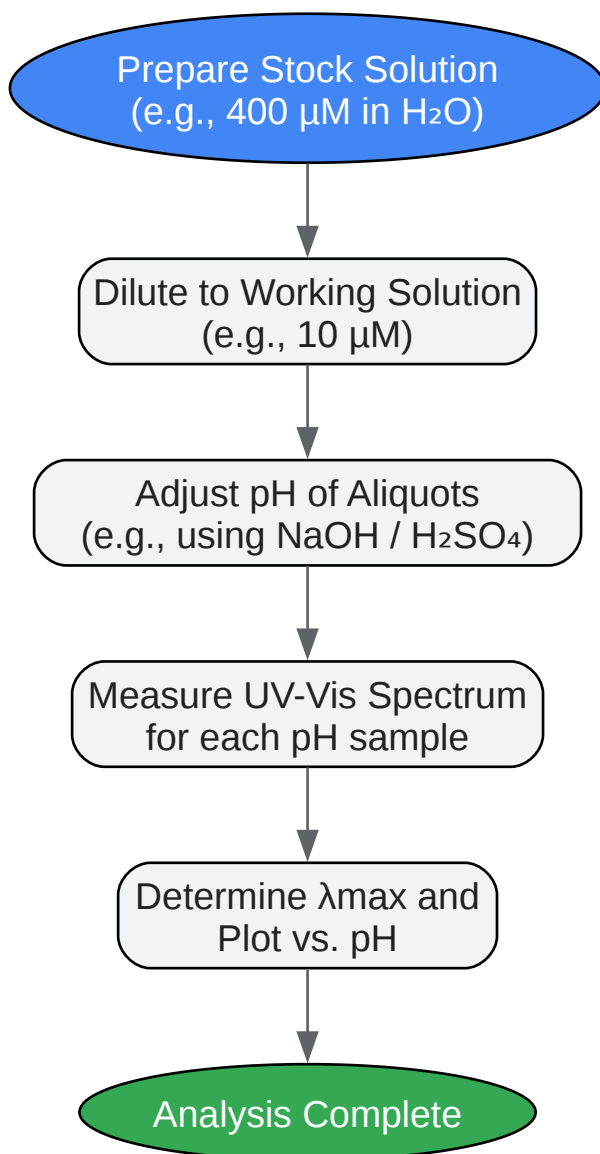 Prepare Stock Solution
(e.g., 400 µM in H₂O)
Dilute to Working Solution
(e.g., 10 µM)
Adjust pH of Aliquots
(e.g., using NaOH / H₂SO₄)
Measure UV-Vis Spectrum
for each pH sample
Determine λmax and
Plot vs. pH
Analysis Complete